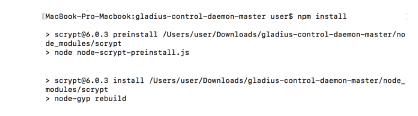 MacBook-Pro-Macbook:gladius-control-daemon-master user$ npm install
> scrypt@6.0.3 preinstall /Users/user/Downloads/gladius-control-daemon-master/no
de_modules/scrypt
> node node-scrypt-preinstall.js
> scrypt@6.0.3 install /Users/user/Downloads/gladius-control-daemon-master/node_
modules/scrypt
> node-gyp rebuild